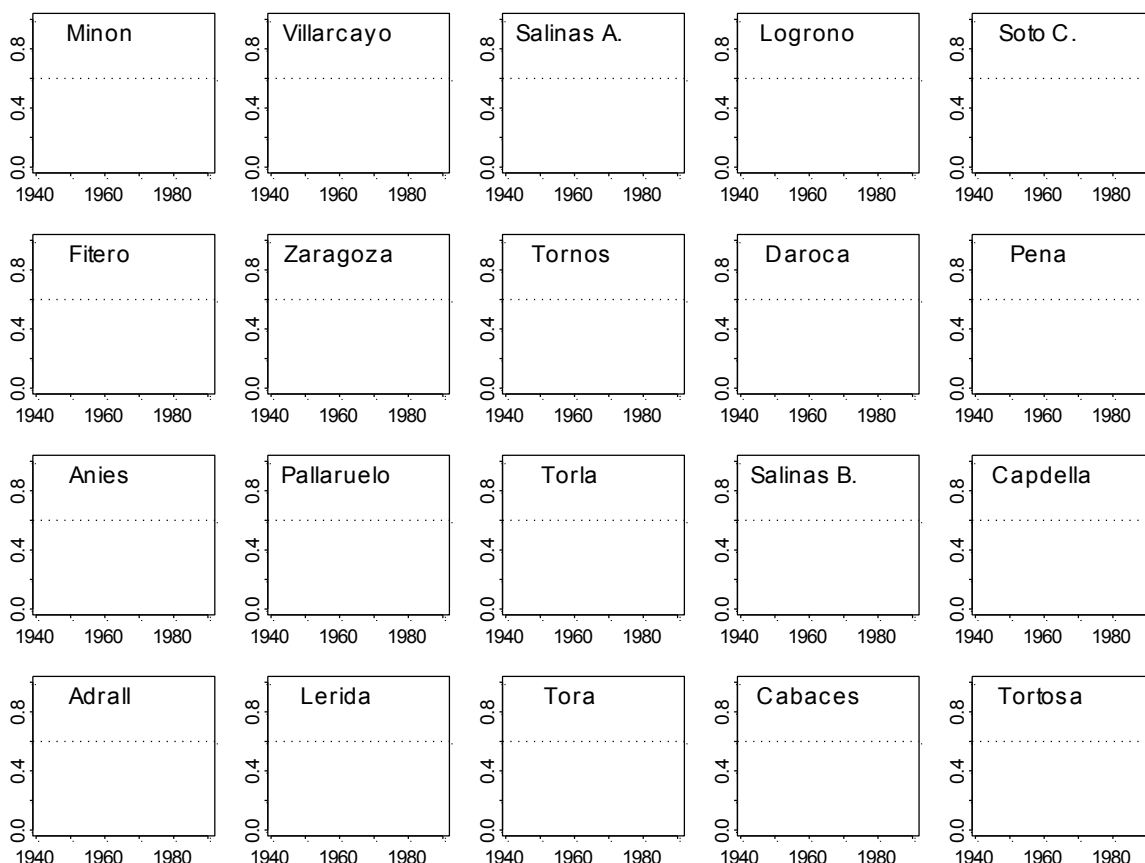 Minon Villarcayo Salinas A. Logrono Soto C.
0.0 0.4 0.8 0.0 0.4 0.8 0.0 0.4 0.8 0.0 0.4 0.8 0.0 0.4 0.8
1940 1960 1980 1940 1960 1980 1940 1960 1980 1940 1960 1980 1940 1960 1980
Fitero Zaragoza Tornos Daroca Pena
0.0 0.4 0.8 0.0 0.4 0.8 0.0 0.4 0.8 0.0 0.4 0.8 0.0 0.4 0.8
1940 1960 1980 1940 1960 1980 1940 1960 1980 1940 1960 1980 1940 1960 1980
Anies Pallaruelo Torla Salinas B. Capdella
0.0 0.4 0.8 0.0 0.4 0.8 0.0 0.4 0.8 0.0 0.4 0.8 0.0 0.4 0.8
1940 1960 1980 1940 1960 1980 1940 1960 1980 1940 1960 1980 1940 1960 1980
Adrall Lerida Tora Cabaces Tortosa
0.0 0.4 0.8 0.0 0.4 0.8 0.0 0.4 0.8 0.0 0.4 0.8 0.0 0.4 0.8
1940 1960 1980 1940 1960 1980 1940 1960 1980 1940 1960 1980 1940 1960 1980